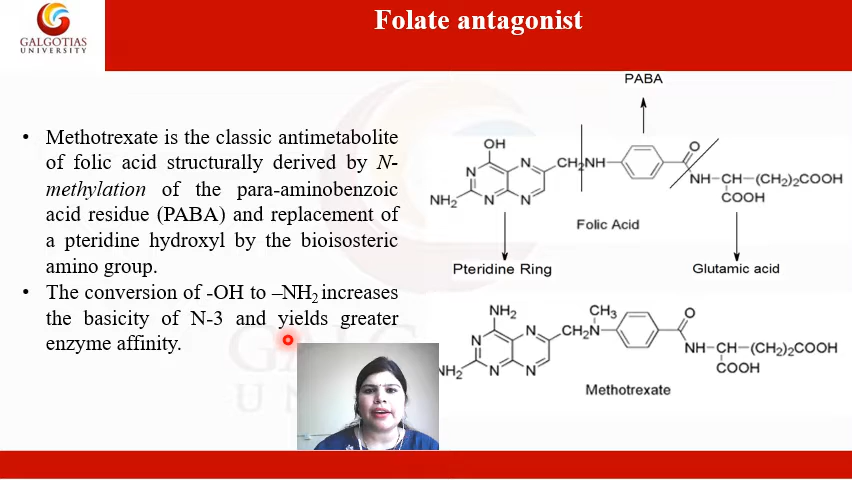 Folate antagonist
GALGOTIAS
UNIVERSITY
• Methotrexate is the classic antimetabolite
of folic acid structurally derived by N-
methylation of the para-aminobenzoic
acid residue (PABA) and replacement of
a pteridine hydroxyl by the bioisosteric
amino group.
• The conversion of -OH to –NH2 increases
the basicity of N-3 and yields greater
enzyme affinity.
PABA
OH
N N CH2NH O
N N NH2 NH–CH–(CH2)2COOH
COOH
Folic Acid
Pteridine Ring
Glutamic acid
NH2 CH3
N N CH2N O
NH2 N N NH–CH–(CH2)2COOH
COOH
Methotrexate